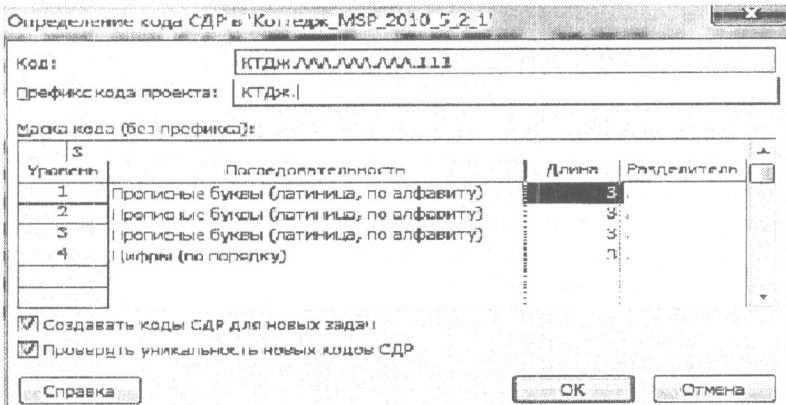 Определение кода СДР в 'Коттедж_MSP_2010_5_2_1'
Код: КТДж.ААА.ААА.ААА.111
Префикс кода проекта: КТДж.
Маска кода (без префикса):
3
Уровень Последовательность Длина Разделитель
1 Прописные буквы (латиница, по алфавиту) 3 .
2 Прописные буквы (латиница, по алфавиту) 3 .
3 Прописные буквы (латиница, по алфавиту) 3 .
4 Цифры (по порядку) 3 .
Создавать коды СДР для новых задач
Проверять уникальность новых кодов СДР
Справка ОК Отмена